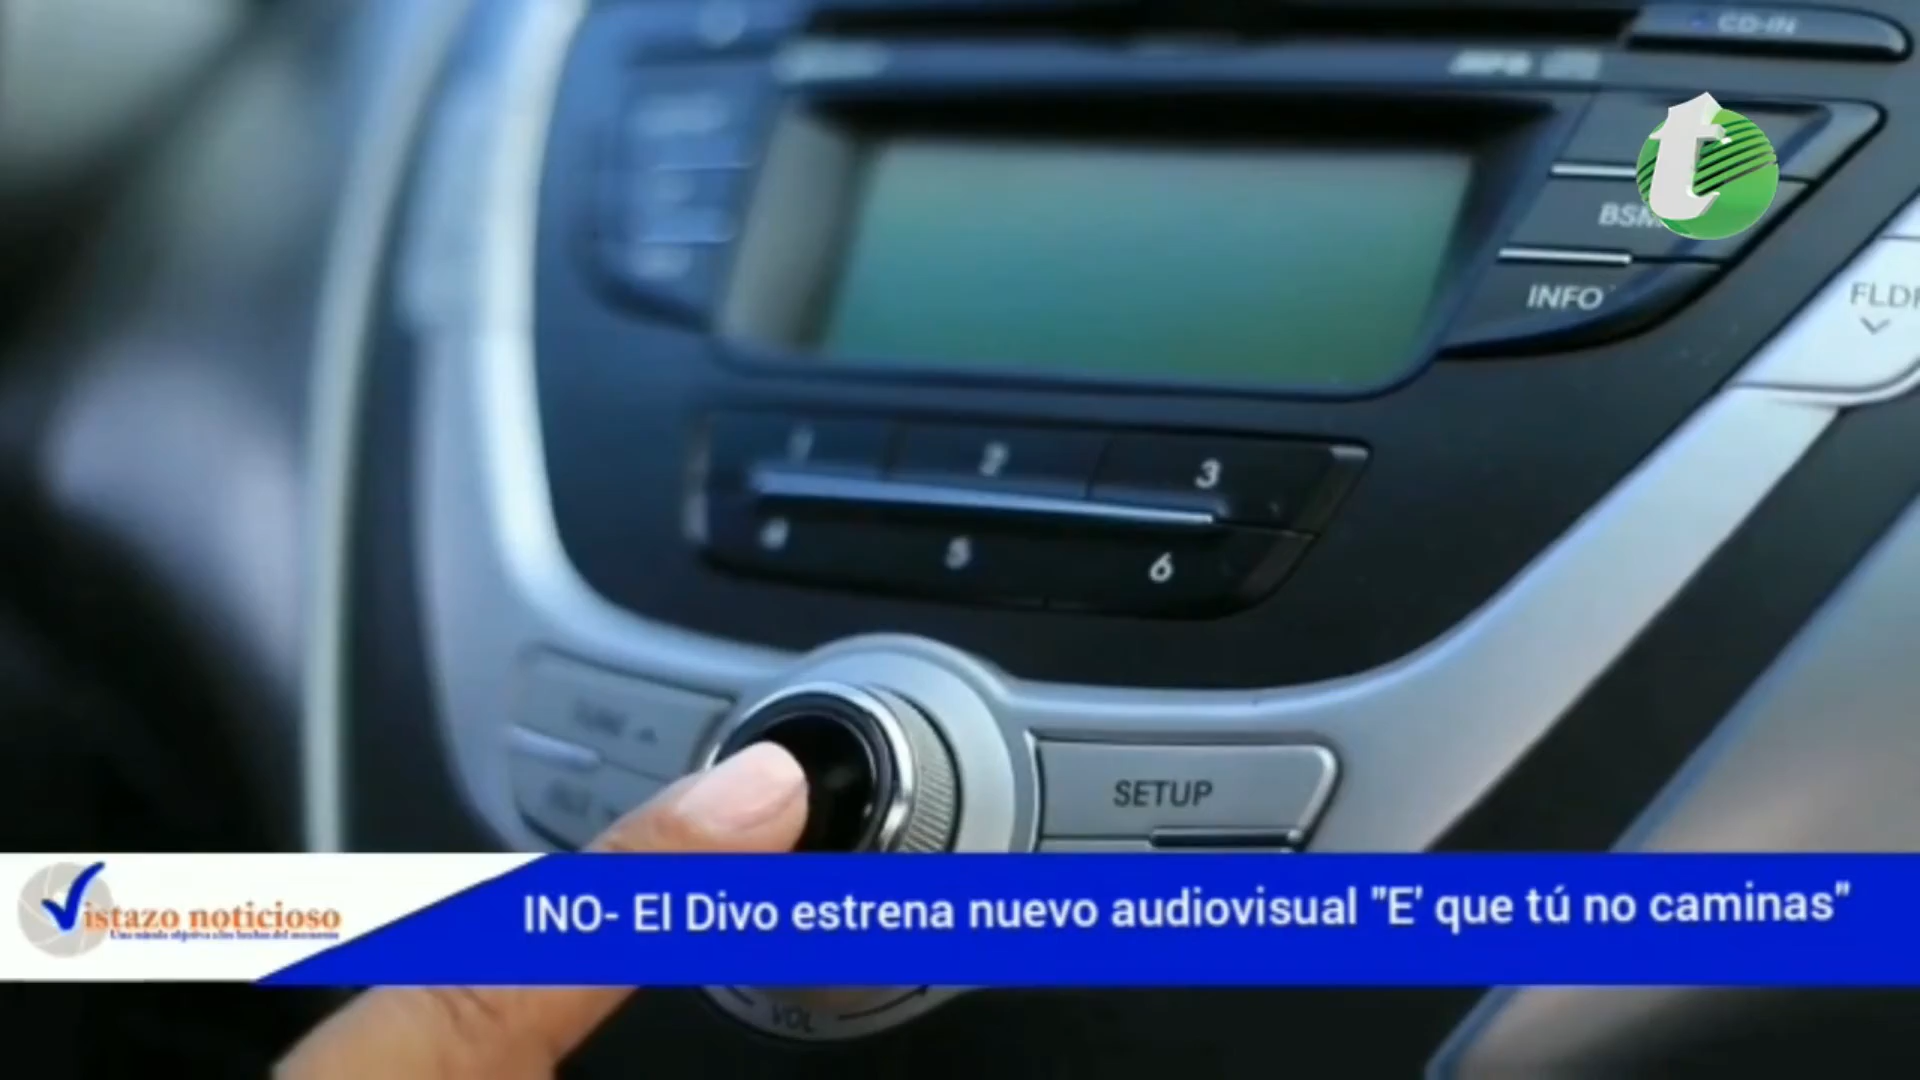 CD-IN
BSM
INFO
FLDR
1
2
3
4
5
6
SETUP
INO- El Divo estrena nuevo audiovisual "E' que tú no caminas"
Vistazo noticioso
VOL